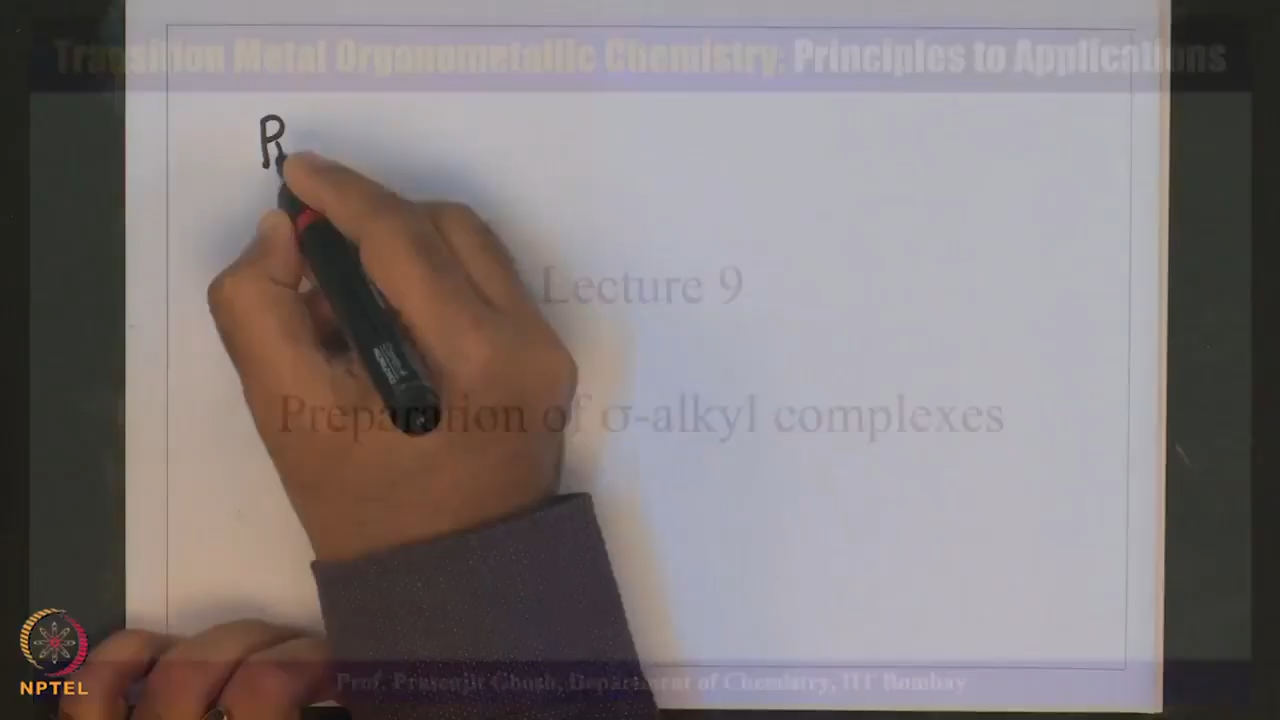 Transition Metal Orgonometallic Chemistry: Principles to Applications
P
Lecture 9
Preparation of σ-alkyl complexes
NPTEL
Prof. Prasenjit Ghosh, Department of Chemistry, IIT Bombay